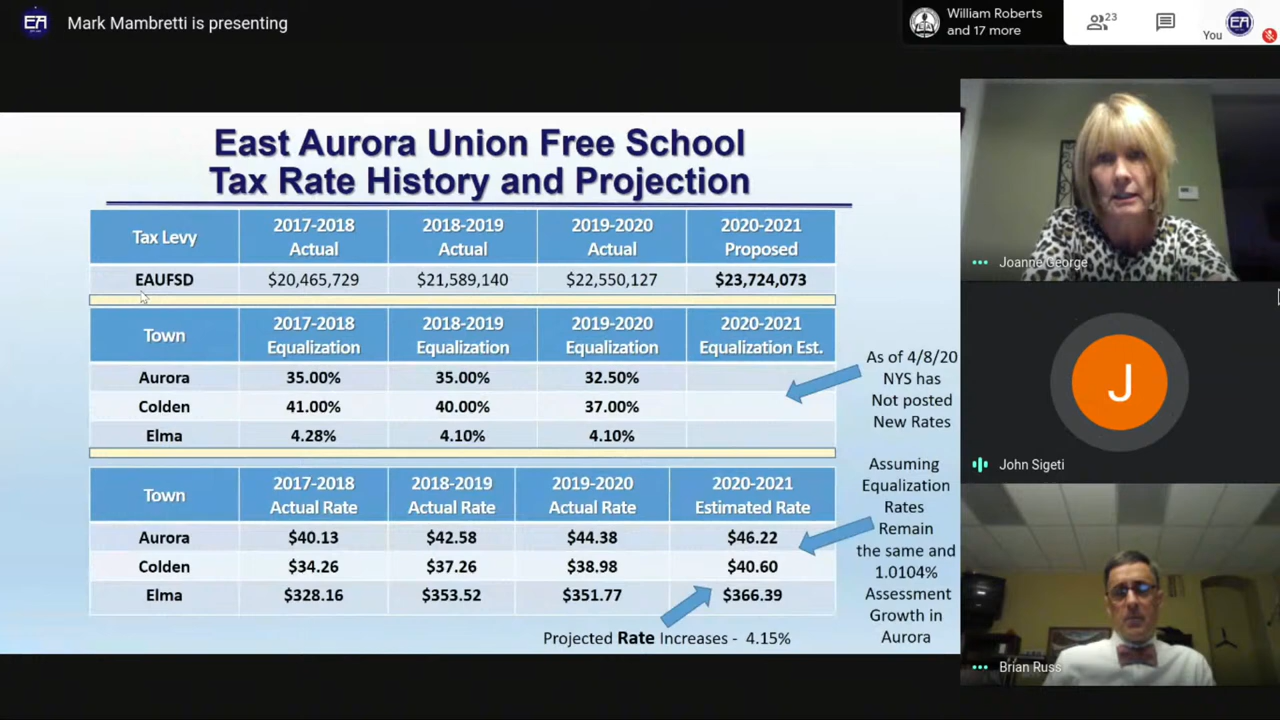 EA
Mark Mambretti is presenting
William Roberts
and 17 more
23
You
EA
East Aurora Union Free School
Tax Rate History and Projection
Tax Levy 2017-2018 Actual 2018-2019 Actual 2019-2020 Actual 2020-2021 Proposed
EAUFSD $20,465,729 $21,589,140 $22,550,127 $23,724,073
Town 2017-2018 Equalization 2018-2019 Equalization 2019-2020 Equalization 2020-2021 Equalization Est.
Aurora 35.00% 35.00% 32.50%
Colden 41.00% 40.00% 37.00%
Elma 4.28% 4.10% 4.10%
As of 4/8/20
NYS has
Not posted
New Rates
Town 2017-2018 Actual Rate 2018-2019 Actual Rate 2019-2020 Actual Rate 2020-2021 Estimated Rate
Aurora $40.13 $42.58 $44.38 $46.22
Colden $34.26 $37.26 $38.98 $40.60
Elma $328.16 $353.52 $351.77 $366.39
Assuming
Equalization
Rates
Remain
the same and
1.0104%
Assessment
Growth in
Aurora
Projected Rate Increases - 4.15%
Joanne George
J
John Sigeti
Brian Russ